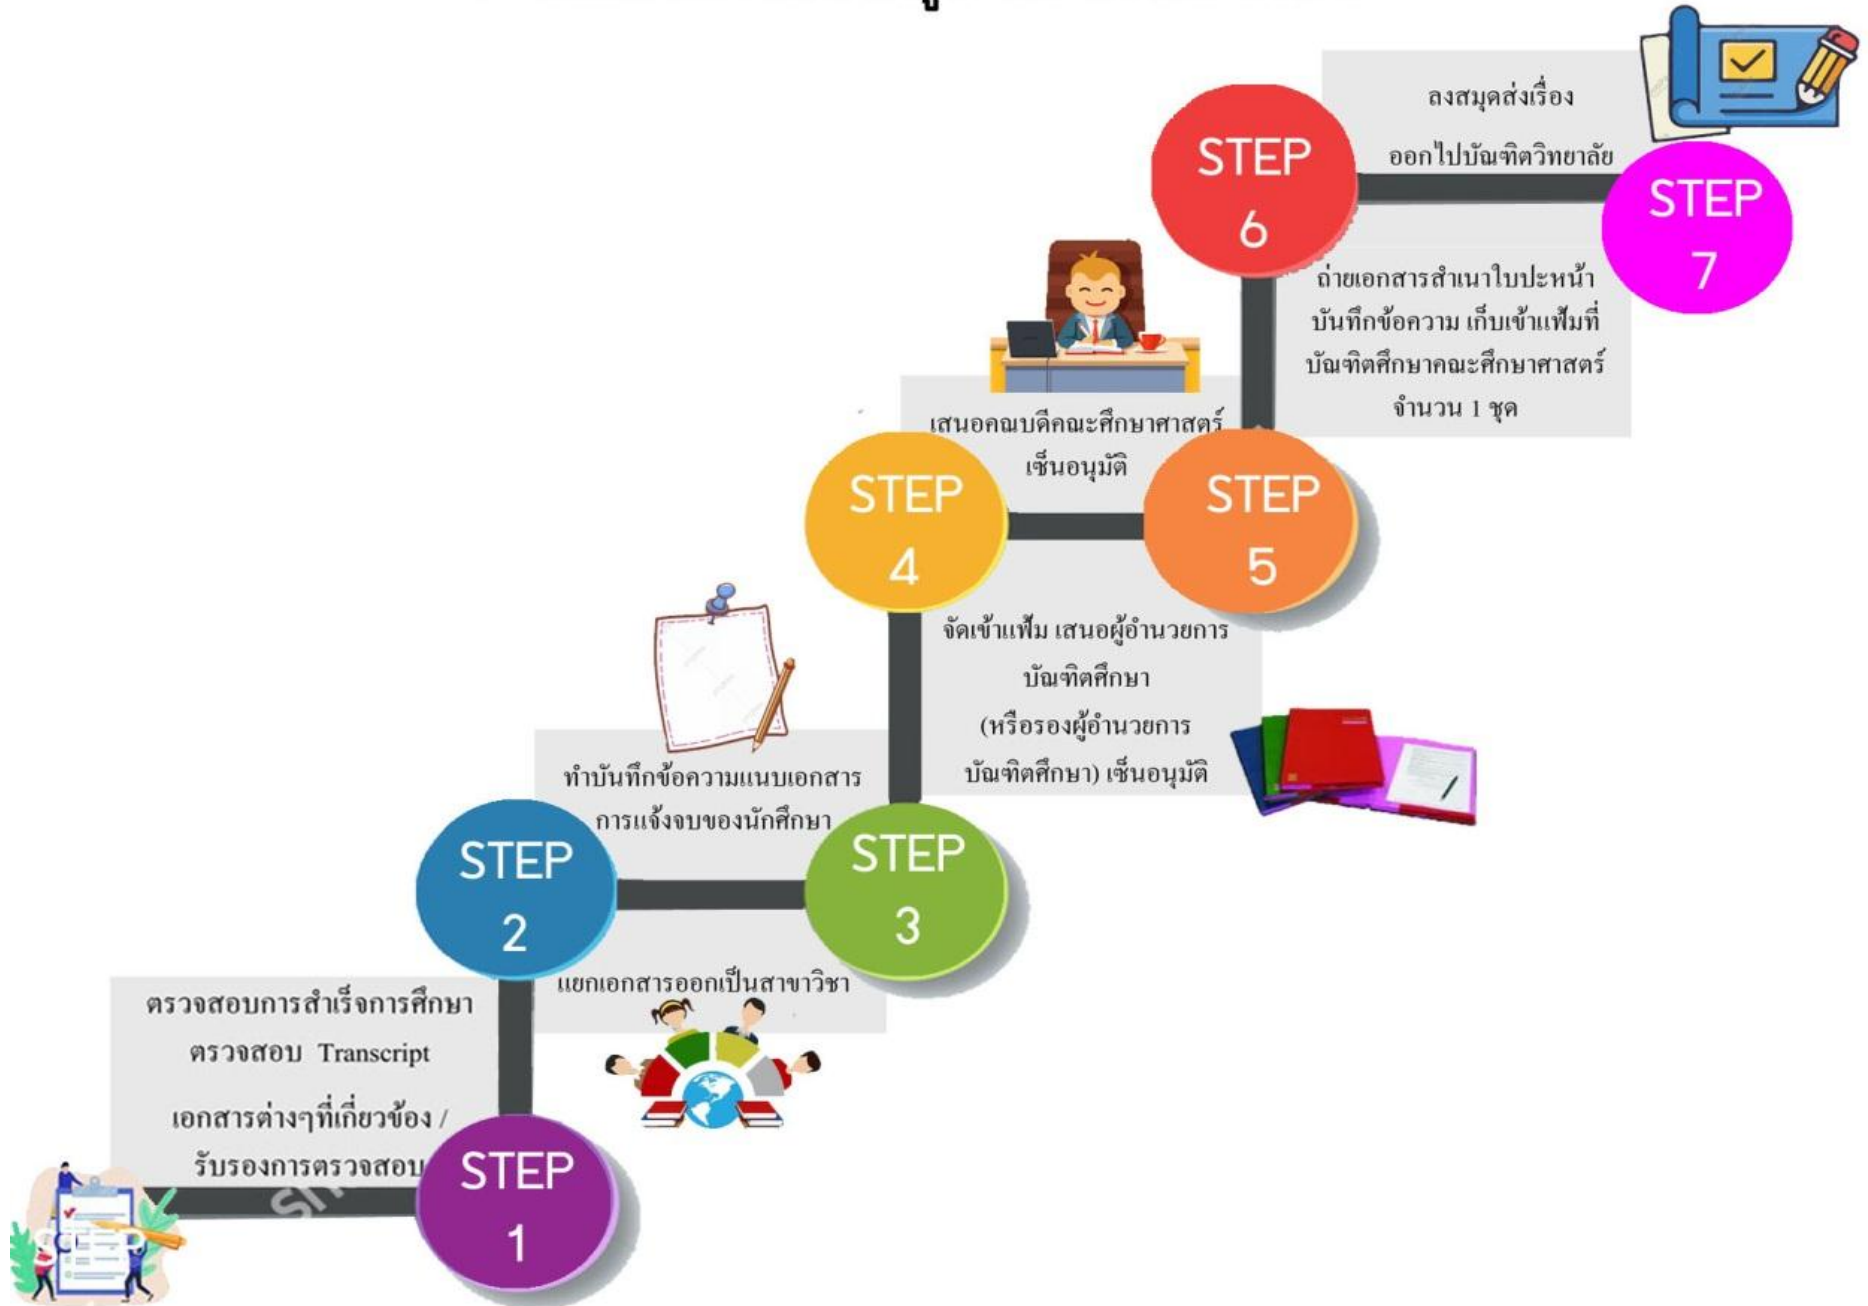 ลงสมุดส่งเรื่อง
ออกไปบัณฑิตวิทยาลัย
STEP
6
STEP
7
ถ่ายเอกสารสำเนาใบปะหน้า
บันทึกข้อความ เก็บเข้าแฟ้มที่
บัณฑิตศึกษาคณะศึกษาศาสตร์
จำนวน 1 ชุด
เสนอคณบดีคณะศึกษาศาสตร์
เซ็นอนุมัติ
STEP
4
STEP
5
จัดเข้าแฟ้ม เสนอผู้อำนวยการ
บัณฑิตศึกษา
(หรือรองผู้อำนวยการ
บัณฑิตศึกษา) เซ็นอนุมัติ
ทำบันทึกข้อความแนบเอกสาร
การแจ้งจบของนักศึกษา
STEP
2
STEP
3
แยกเอกสารออกเป็นสาขาวิชา
ตรวจสอบการสำเร็จการศึกษา
ตรวจสอบ Transcript
เอกสารต่างๆที่เกี่ยวข้อง /
รับรองการตรวจสอบ
STEP
1
STEP